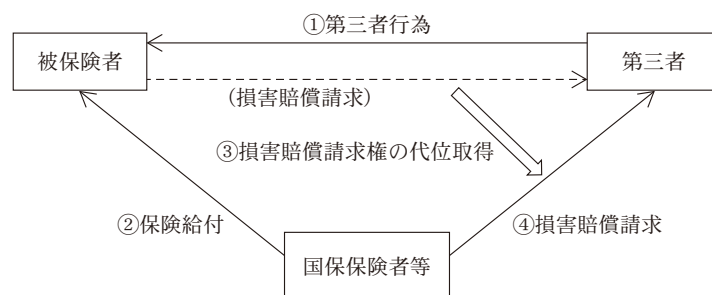 ①第三者行為
被保険者
第三者
(損害賠償請求)
③損害賠償請求権の代位取得
②保険給付
④損害賠償請求
国保保険者等